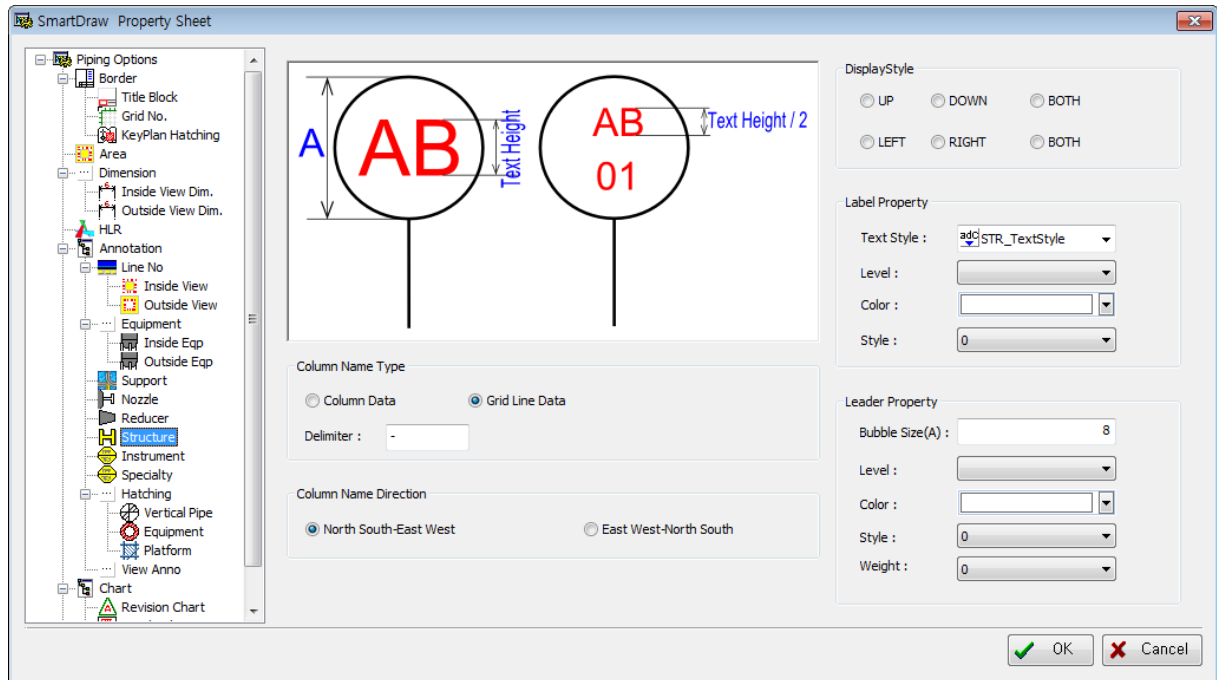 SmartDraw Property Sheet
Piping Options
Border
Title Block
Grid No.
KeyPlan Hatching
Area
Dimension
Inside View Dim.
Outside View Dim.
HLR
Annotation
Line No
Inside View
Outside View
Equipment
Inside Eqp
Outside Eqp
Support
Nozzle
Reducer
Structure
Instrument
Specialty
Hatching
Vertical Pipe
Equipment
Platform
View Anno
Chart
Revision Chart
A
AB
Text Height
AB
01
Text Height / 2
Column Name Type
Column Data
Grid Line Data
Delimiter :
-
Column Name Direction
North South-East West
East West-North South
DisplayStyle
UP
DOWN
BOTH
LEFT
RIGHT
BOTH
Label Property
Text Style :
STR_TextStyle
Level :
Color :
Style :
0
Leader Property
Bubble Size(A) :
8
Level :
Color :
Style :
0
Weight :
0
OK
Cancel